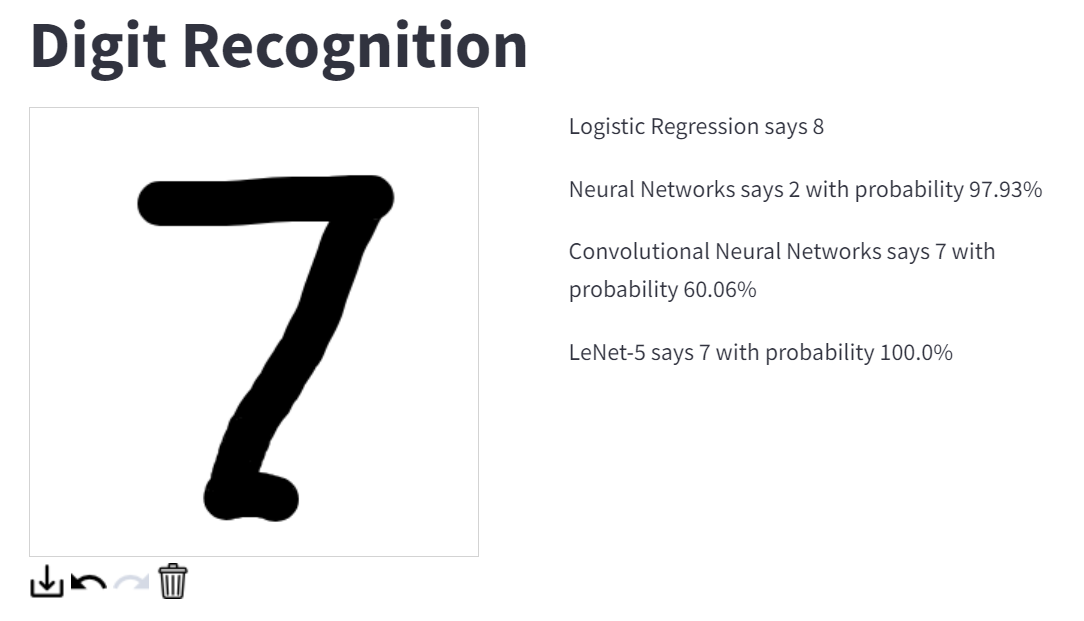 Digit Recognition
7
Logistic Regression says 8
Neural Networks says 2 with probability 97.93%
Convolutional Neural Networks says 7 with
probability 60.06%
LeNet-5 says 7 with probability 100.0%